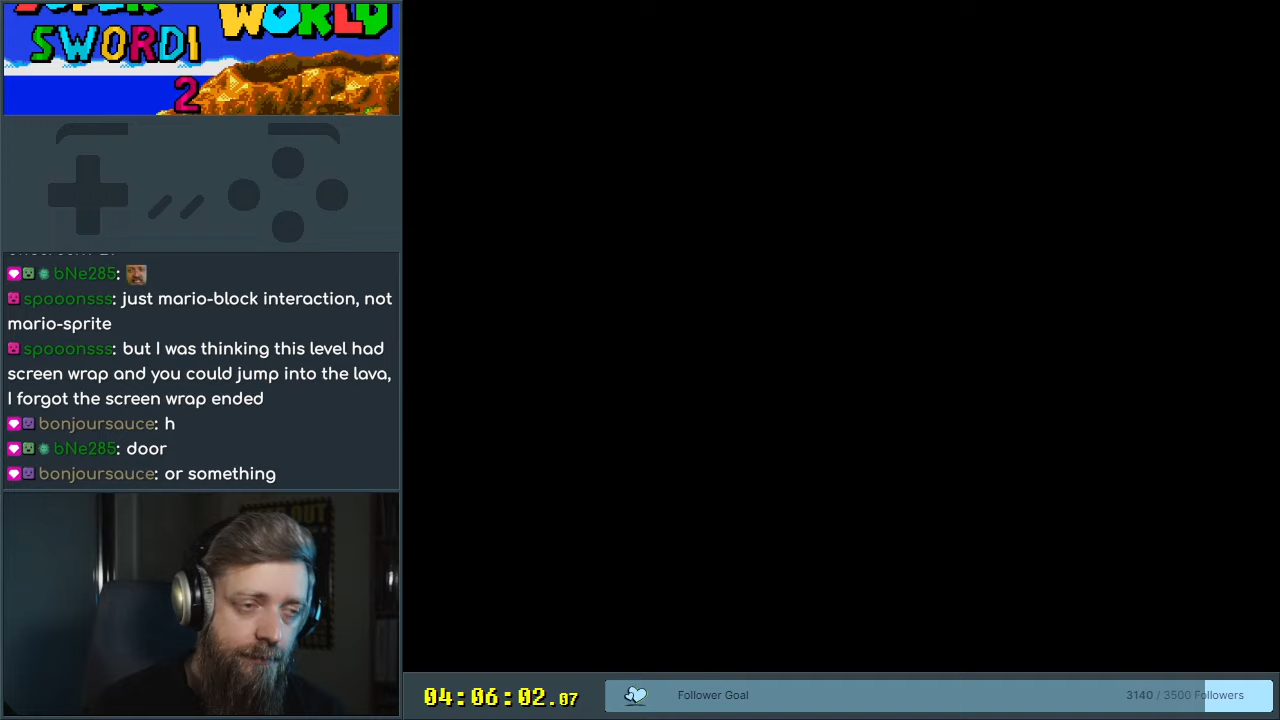 WORLD
SWORDI
2
bNe285:
spooonsss: just mario-block interaction, not
mario-sprite
spooonsss: but I was thinking this level had
screen wrap and you could jump into the lava,
I forgot the screen wrap ended
bonjoursauce: h
bNe285: door
bonjoursauce: or something
04:06:02.07
Follower Goal
3140 / 3500 Followers